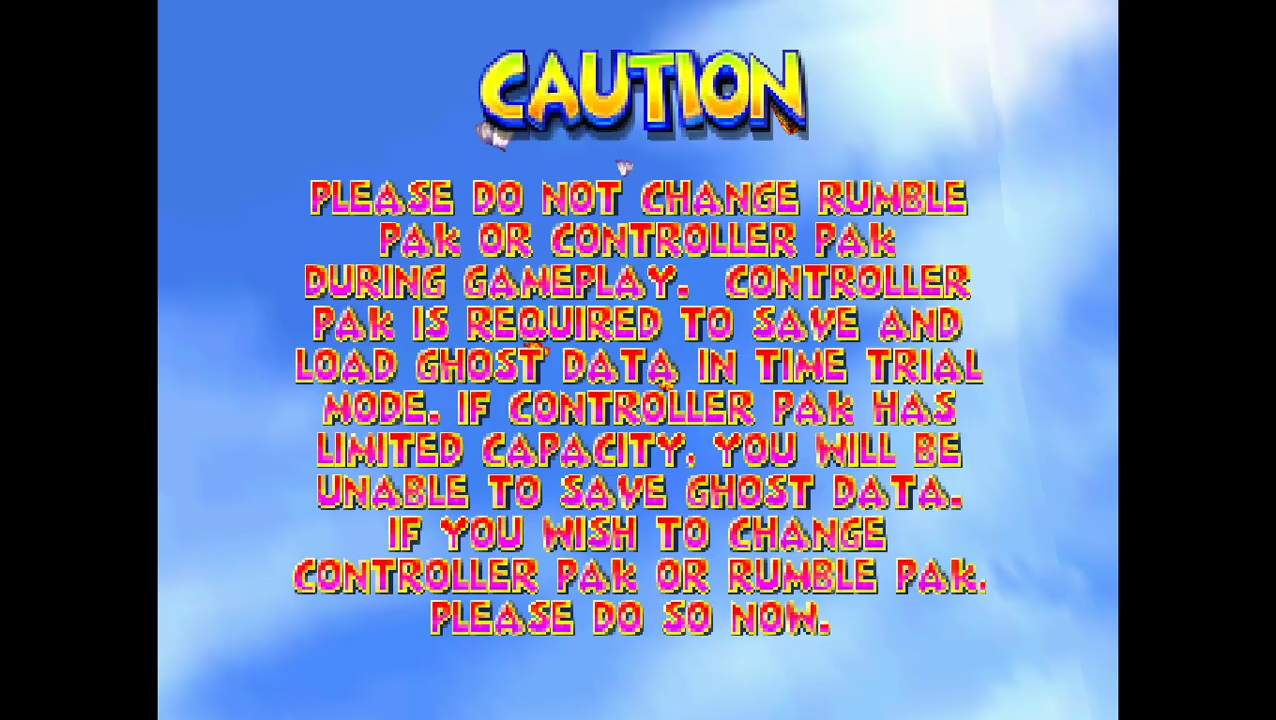 CAUTION
PLEASE DO NOT CHANGE RUMBLE
PAK OR CONTROLLER PAK
DURING GAMEPLAY. CONTROLLER
PAK IS REQUIRED TO SAVE AND
LOAD GHOST DATA IN TIME TRIAL
MODE. IF CONTROLLER PAK HAS
LIMITED CAPACITY, YOU WILL BE
UNABLE TO SAVE GHOST DATA.
IF YOU WISH TO CHANGE
CONTROLLER PAK OR RUMBLE PAK,
PLEASE DO SO NOW.